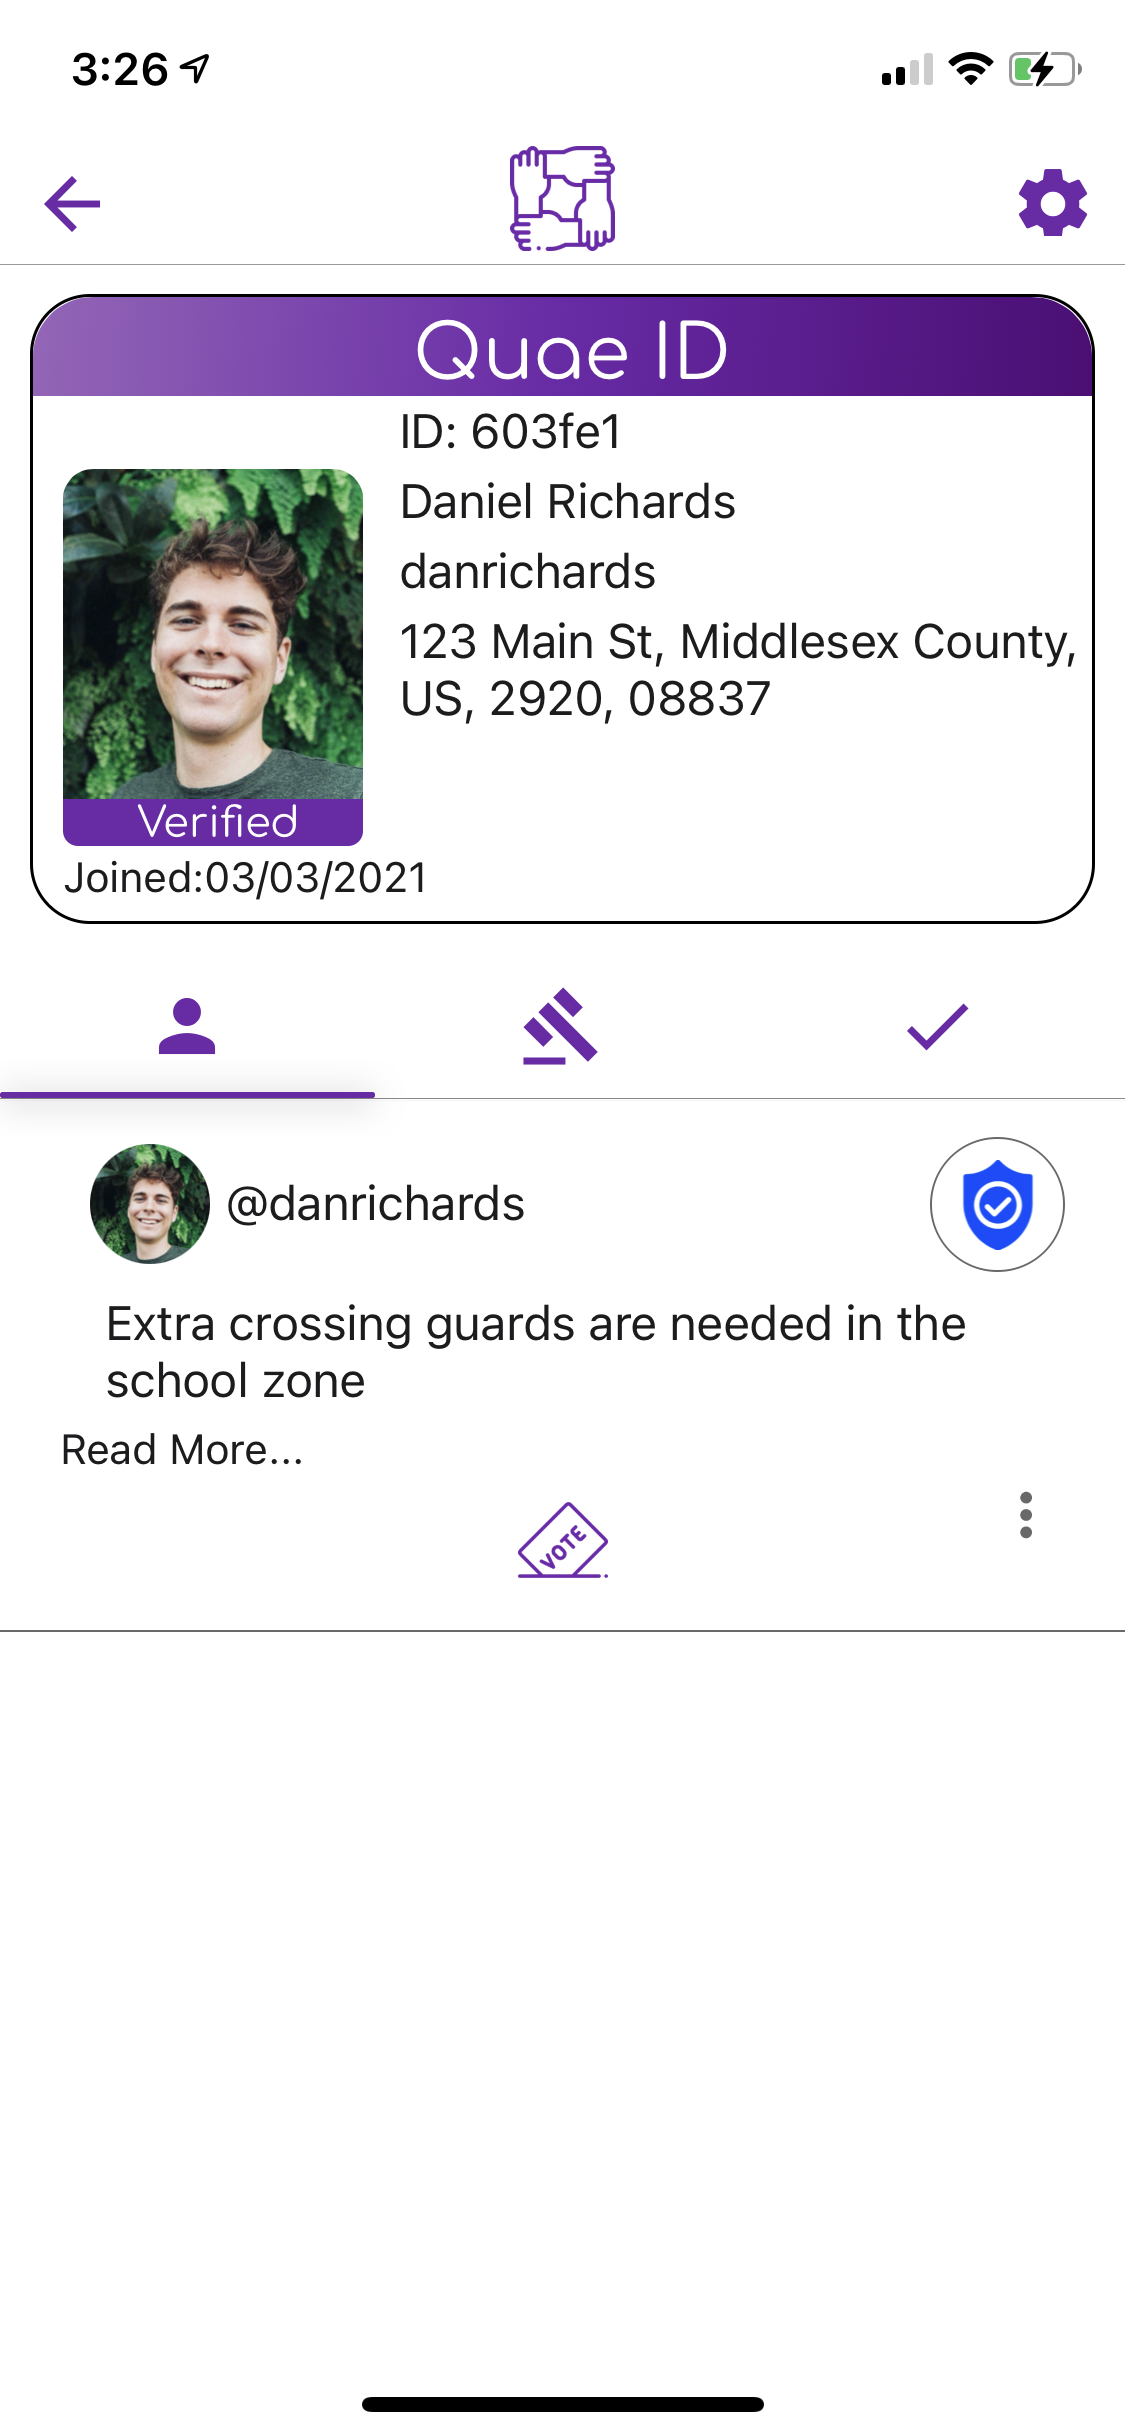 3:26
Quae ID
ID: 603fe1
Daniel Richards
danrichards
123 Main St, Middlesex County,
US, 2920, 08837
Verified
Joined:03/03/2021
@danrichards
Extra crossing guards are needed in the
school zone
Read More...
VOTE